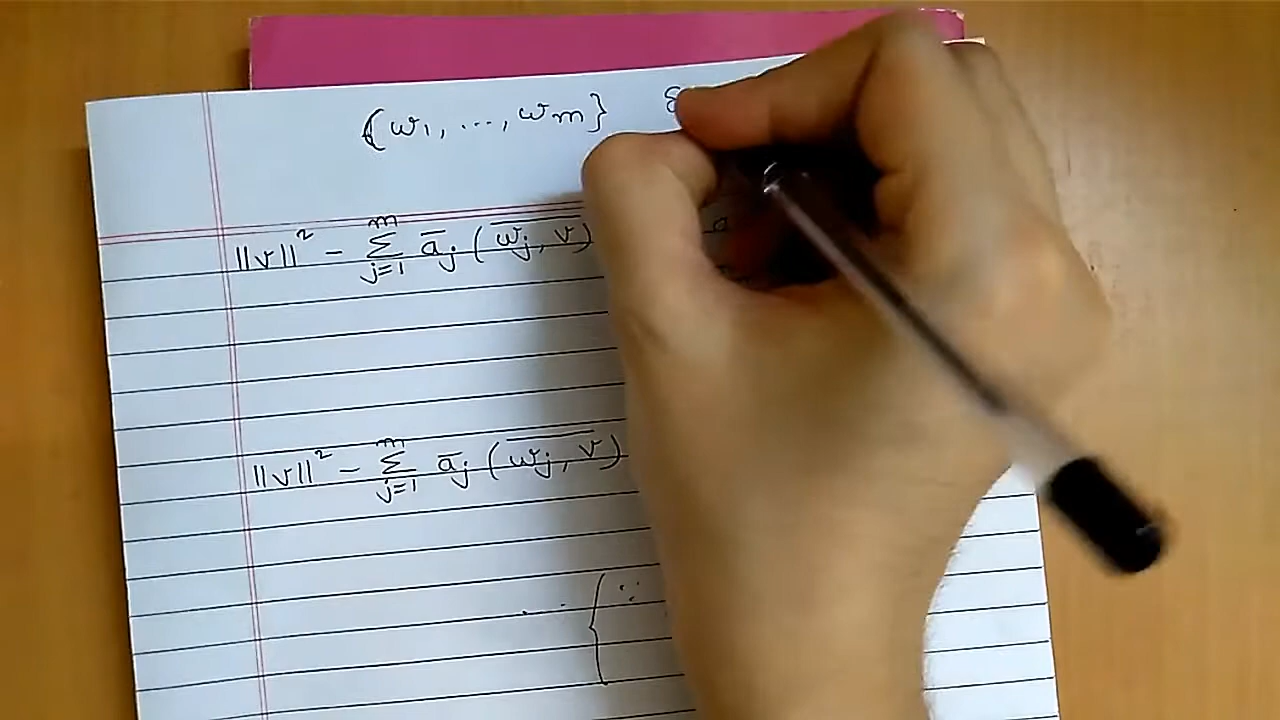 {w₁, ..., wₘ}
||v||² - Σⱼ₌₁ᵐ āⱼ (w̅ⱼ̅,̅ ̅v̅)
||v||² - Σⱼ₌₁ᵐ āⱼ (w̅ⱼ̅,̅ ̅v̅)
{ ∵